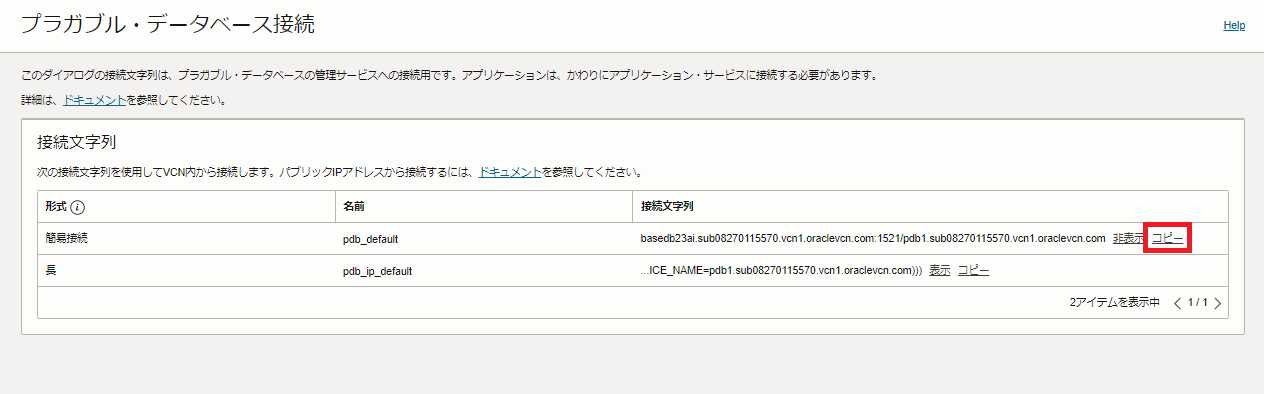 プラガブル・データベース接続
Help
このダイアログの接続文字列は、プラガブル・データベースの管理サービスへの接続用です。アプリケーションは、かわりにアプリケーション・サービスに接続する必要があります。
詳細は、ドキュメントを参照してください。
接続文字列
次の接続文字列を使用してVCN内から接続します。パブリックIPアドレスから接続するには、ドキュメントを参照してください。
形式 i 名前 接続文字列
簡易接続 pdb_default basedb23ai.sub08270115570.vcn1.oraclevcn.com:1521/pdb1.sub08270115570.vcn1.oraclevcn.com 非表示 コピー
長 pdb_ip_default ...ICE_NAME=pdb1.sub08270115570.vcn1.oraclevcn.com))) 表示 コピー
2アイテムを表示中 < 1 / 1 >